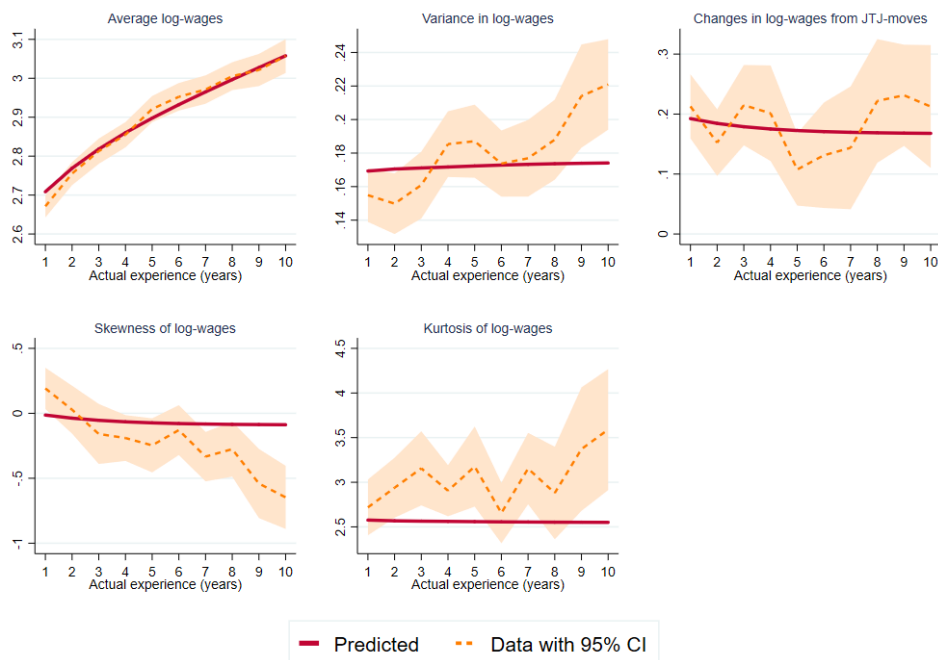 Average log-wages
3.1
3
2.9
2.8
2.7
2.6
1 2 3 4 5 6 7 8 9 10
Actual experience (years)
Variance in log-wages
.24
.22
.2
.18
.16
.14
1 2 3 4 5 6 7 8 9 10
Actual experience (years)
Changes in log-wages from JTJ-moves
.3
.2
.1
0
1 2 3 4 5 6 7 8 9 10
Actual experience (years)
Skewness of log-wages
.5
0
-.5
-1
1 2 3 4 5 6 7 8 9 10
Actual experience (years)
Kurtosis of log-wages
4.5
4
3.5
3
2.5
1 2 3 4 5 6 7 8 9 10
Actual experience (years)
Predicted
Data with 95% CI